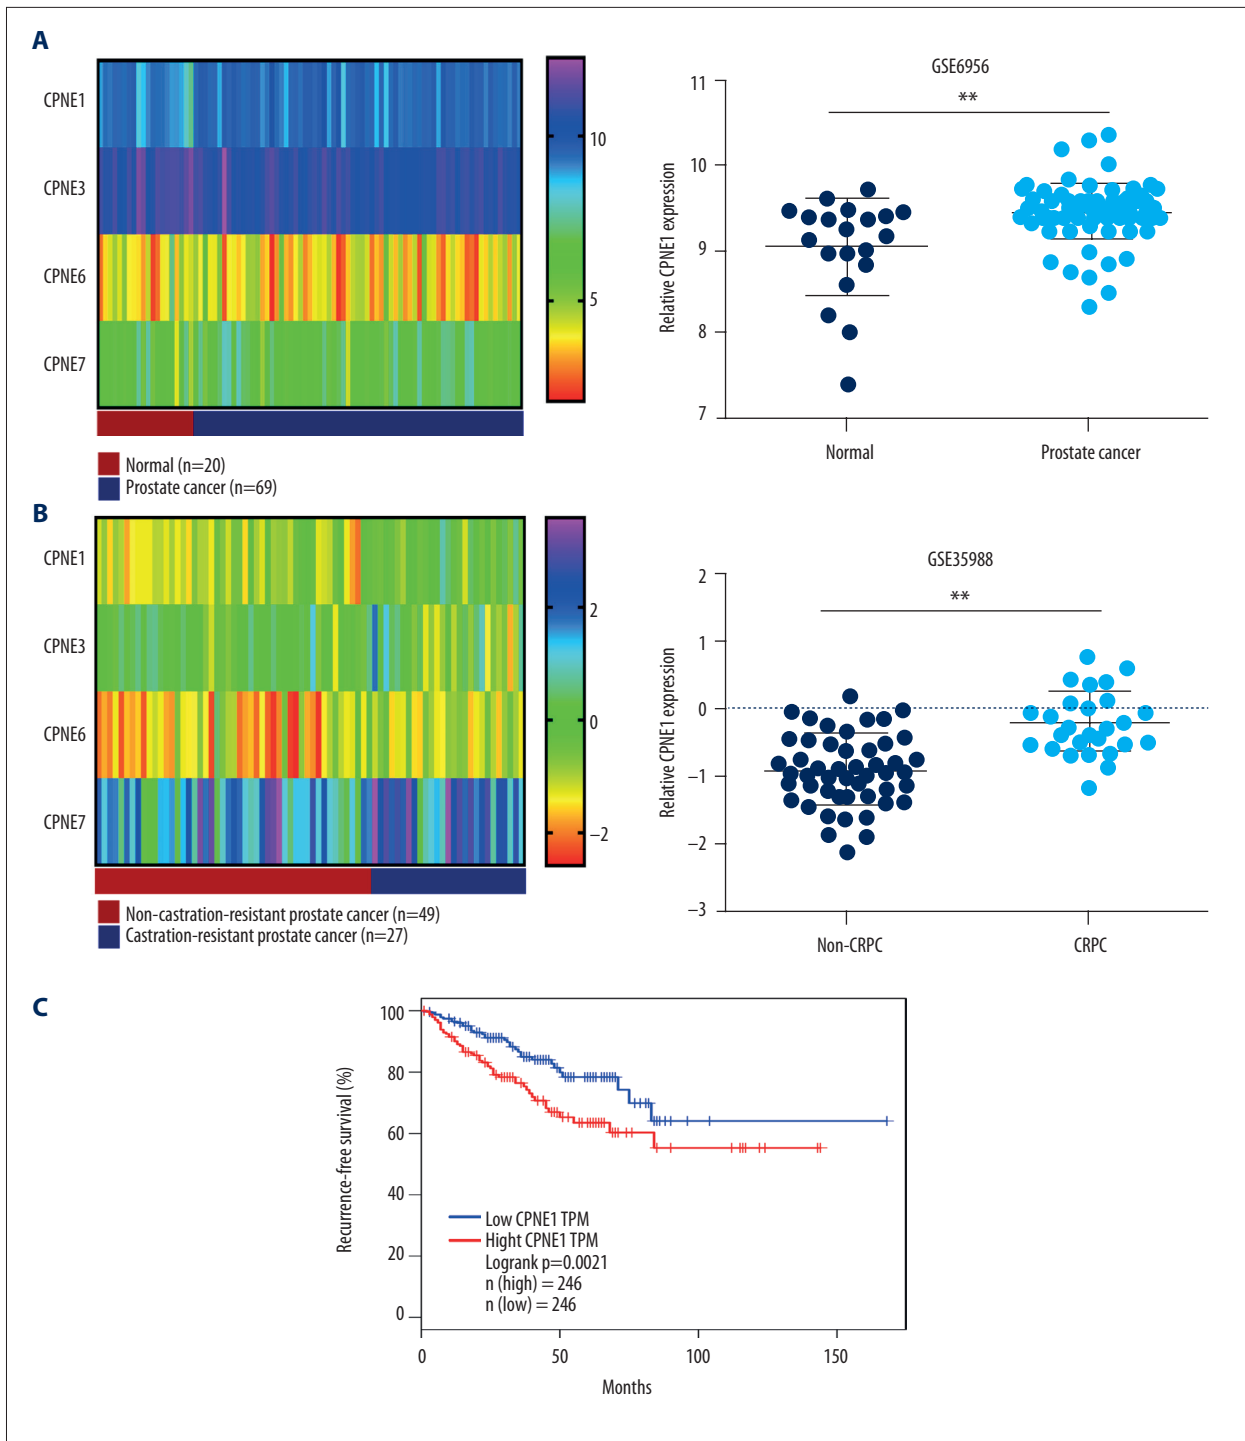 A
CPNE1
CPNE3
CPNE6
CPNE7
10
5
Normal (n=20)
Prostate cancer (n=69)
GSE6956
**
Relative CPNE1 expression
11
10
9
8
7
Normal
Prostate cancer
B
CPNE1
CPNE3
CPNE6
CPNE7
2
0
−2
Non-castration-resistant prostate cancer (n=49)
Castration-resistant prostate cancer (n=27)
GSE35988
**
Relative CPNE1 expression
2
1
0
−1
−2
−3
Non-CRPC
CRPC
C
Recurrence-free survival (%)
100
80
60
40
20
0
Low CPNE1 TPM
Hight CPNE1 TPM
Logrank p=0.0021
n (high) = 246
n (low) = 246
0
50
100
150
Months